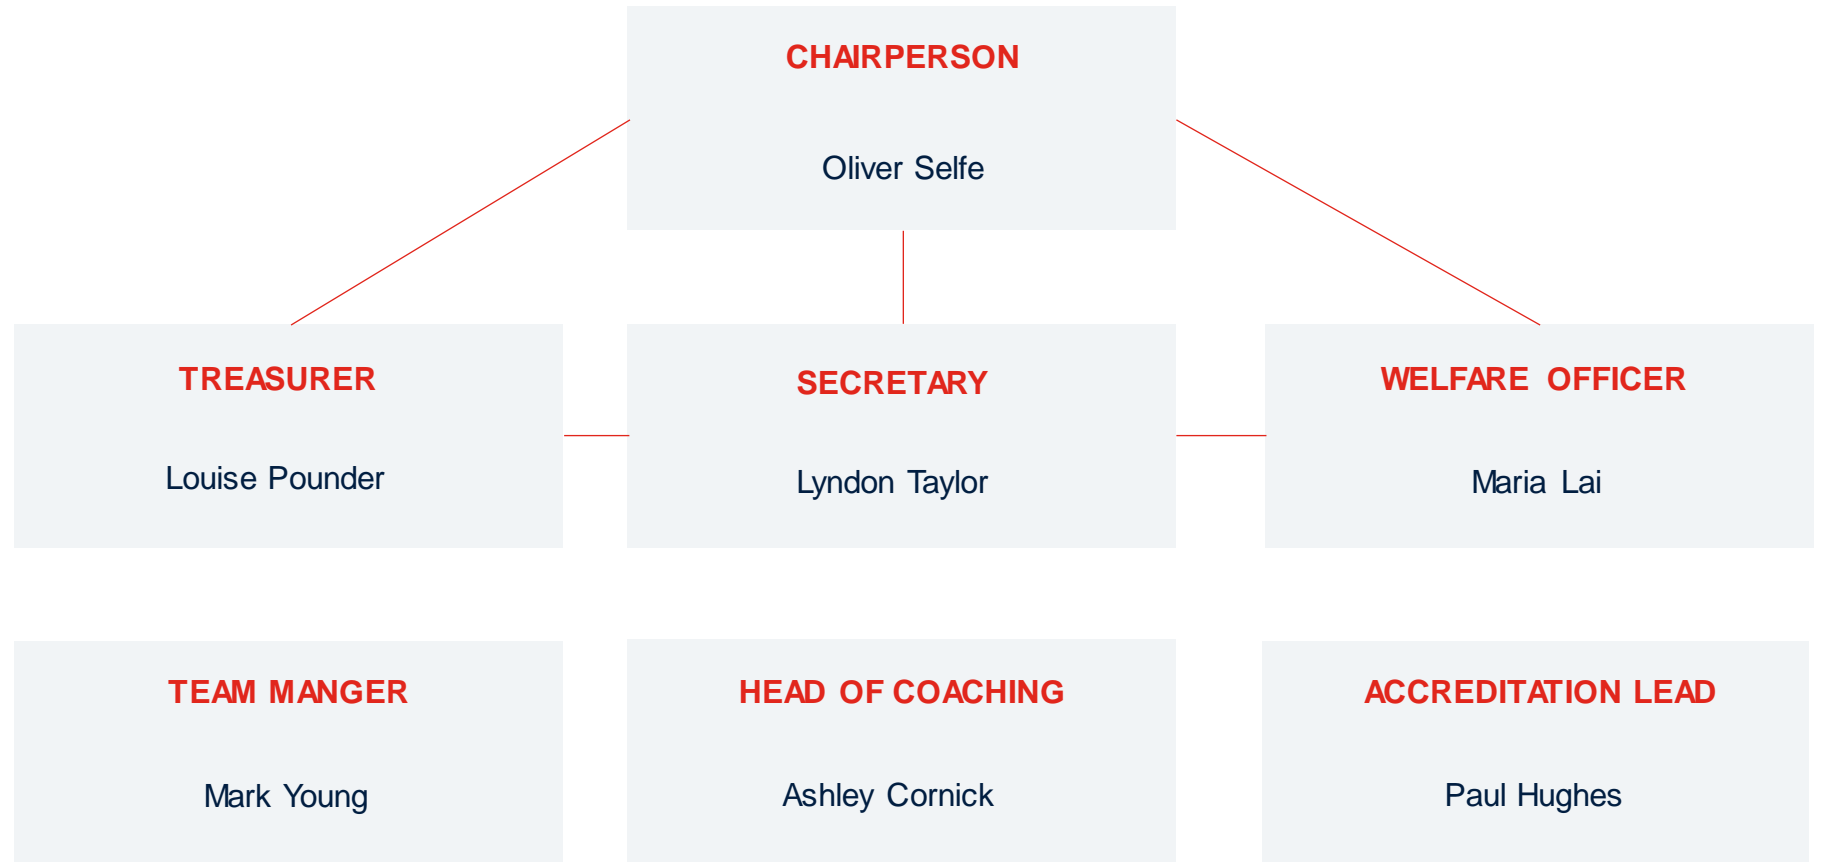 CHAIRPERSON
Oliver Selfe
TREASURER
SECRETARY
WELFARE OFFICER
Louise Pounder
Lyndon Taylor
Maria Lai
TEAM MANGER
HEAD OF COACHING
ACCREDITATION LEAD
Mark Young
Ashley Cornick
Paul Hughes